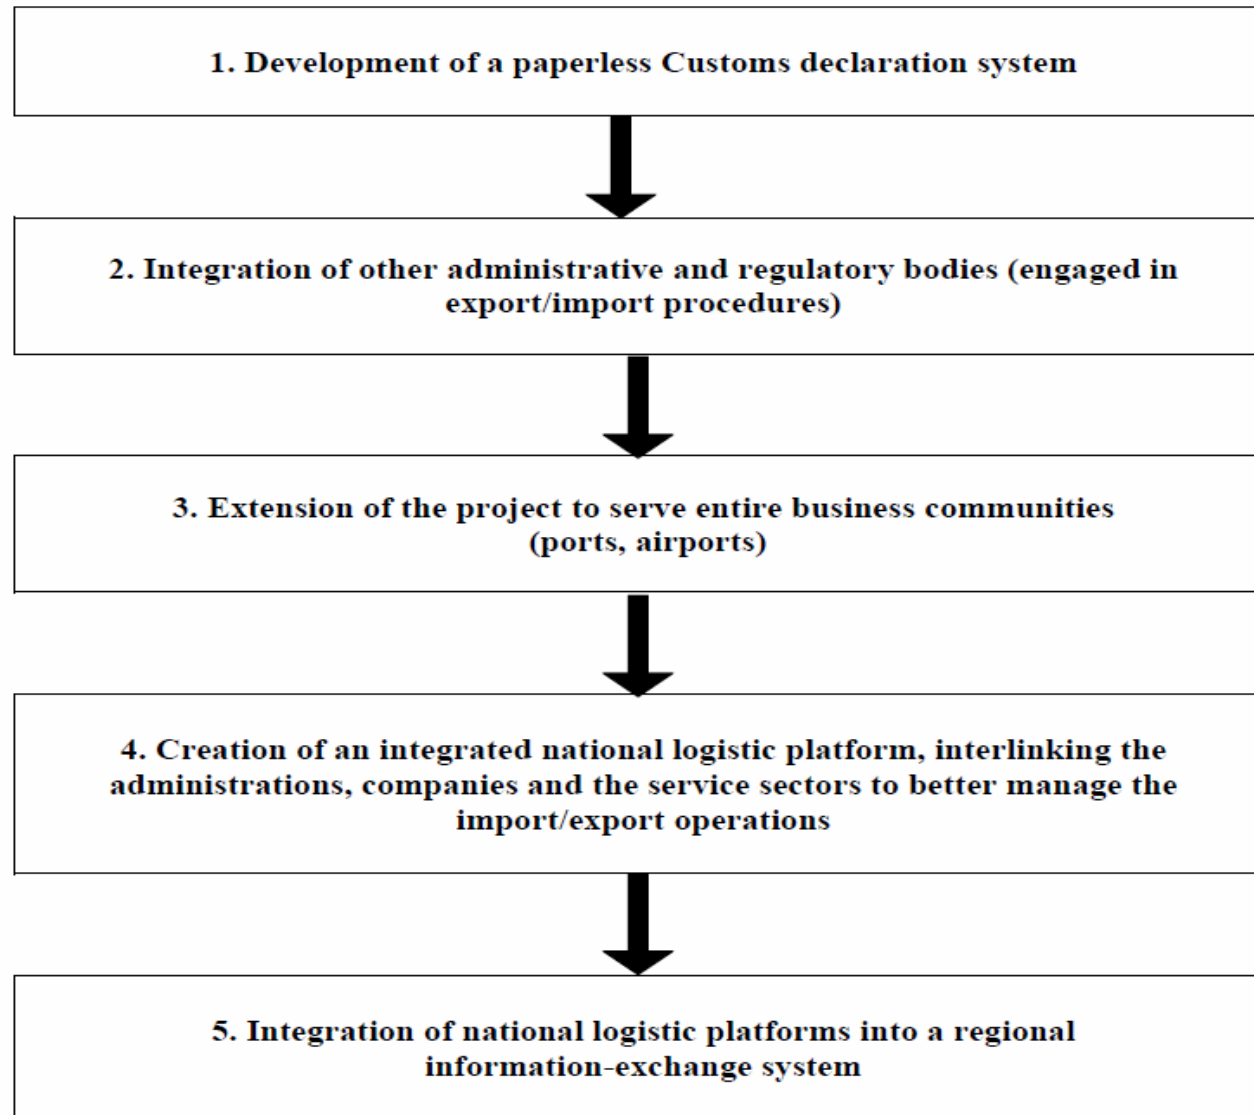 1. Development of a paperless Customs declaration system
2. Integration of other administrative and regulatory bodies (engaged in
export/import procedures)
3. Extension of the project to serve entire business communities
(ports, airports)
4. Creation of an integrated national logistic platform, interlinking the
administrations, companies and the service sectors to better manage the
import/export operations
5. Integration of national logistic platforms into a regional
information-exchange system